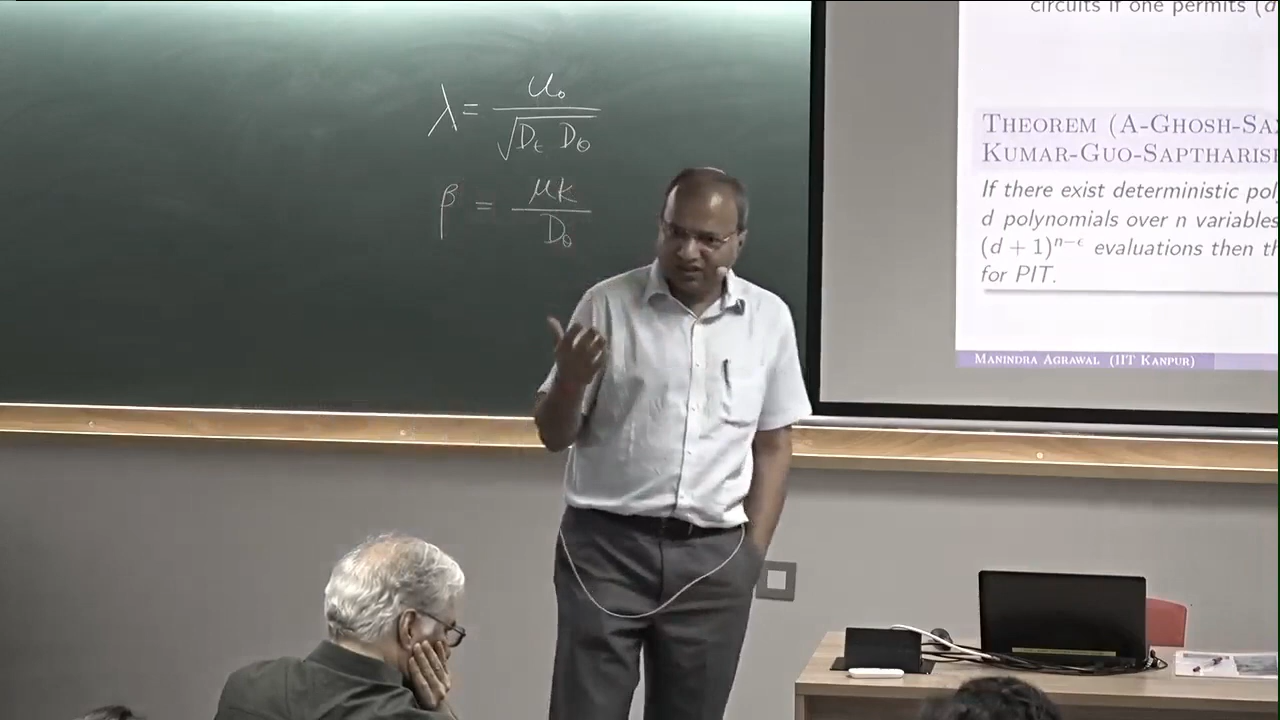 λ = u₀ / √(D_t D_θ)
β = μk / D_θ
circuits if one permits (d
THEOREM (A-GHOSH-SA
KUMAR-GUO-SAPTHARIS
If there exist deterministic pol
d polynomials over n variables
(d + 1)ⁿ⁻ᵋ evaluations then th
for PIT.
MANINDRA AGRAWAL (IIT KANPUR)